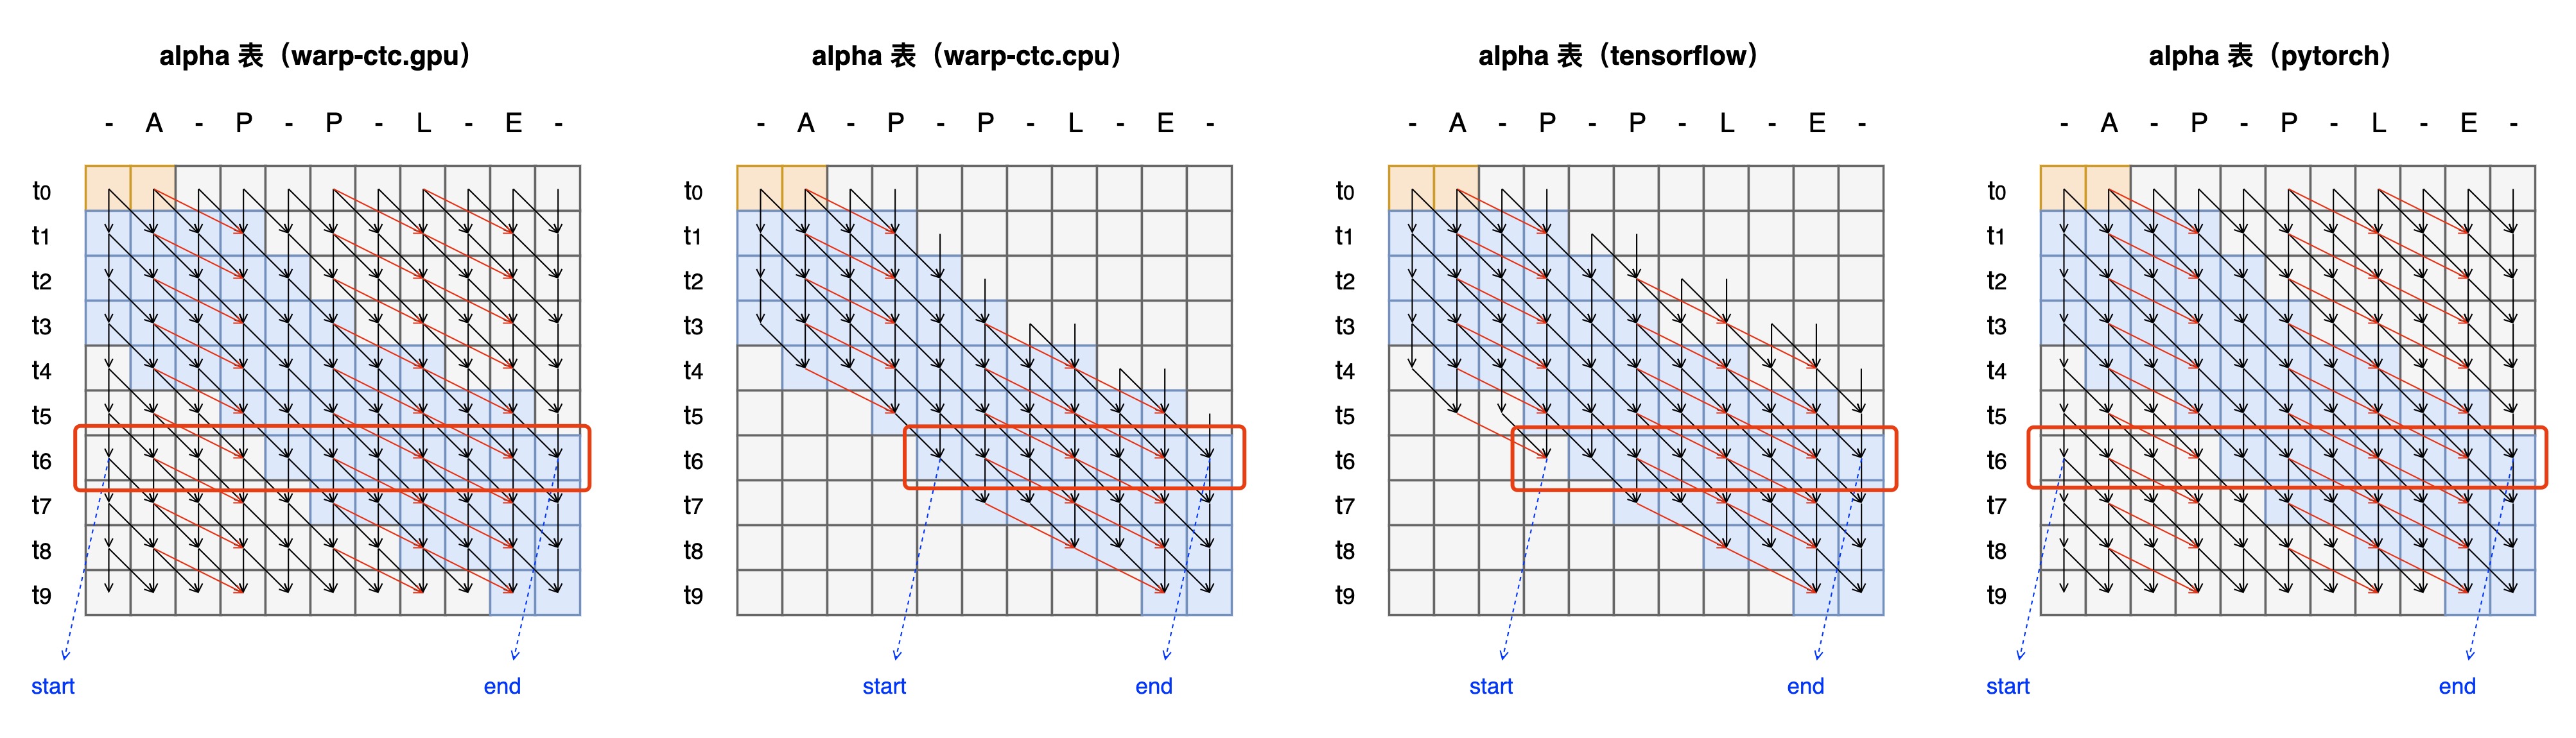 alpha 表（warp-ctc.gpu）
- A - P - P - L - E -
t0
t1
t2
t3
t4
t5
t6
t7
t8
t9
start
end
alpha 表（warp-ctc.cpu）
- A - P - P - L - E -
t0
t1
t2
t3
t4
t5
t6
t7
t8
t9
start
end
alpha 表（tensorflow）
- A - P - P - L - E -
t0
t1
t2
t3
t4
t5
t6
t7
t8
t9
start
end
alpha 表（pytorch）
- A - P - P - L - E -
t0
t1
t2
t3
t4
t5
t6
t7
t8
t9
start
end